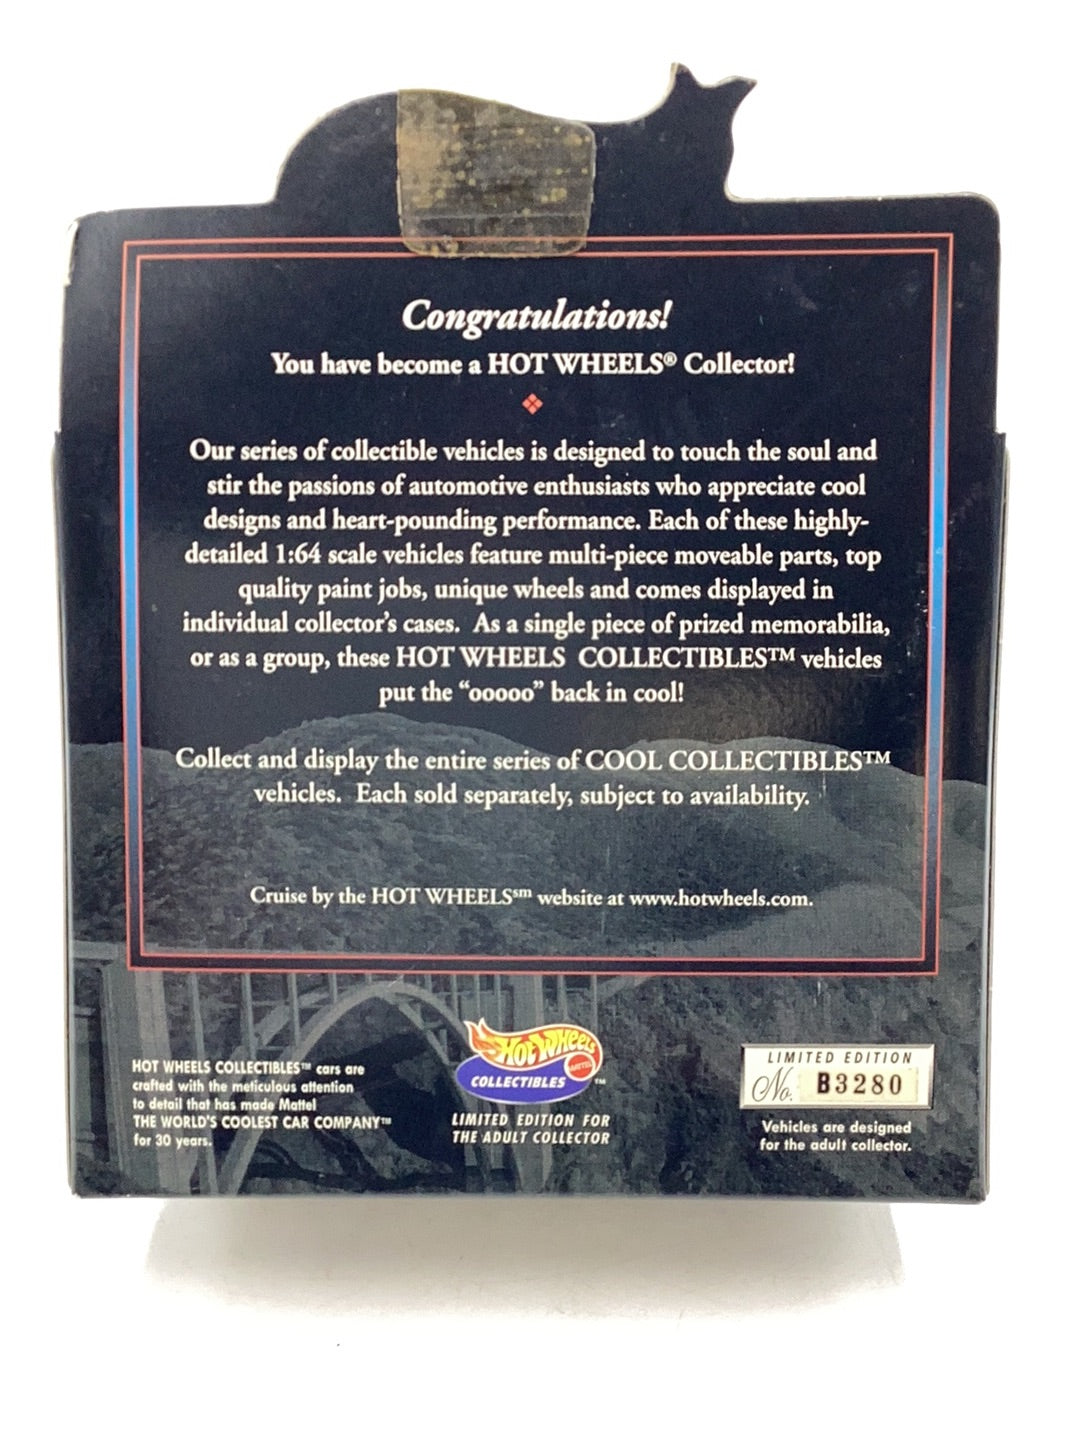 Congratulations!
You have become a HOT WHEELS® Collector!
Our series of collectible vehicles is designed to touch the soul and
stir the passions of automotive enthusiasts who appreciate cool
designs and heart-pounding performance. Each of these highly-
detailed 1:64 scale vehicles feature multi-piece moveable parts, top
quality paint jobs, unique wheels and comes displayed in
individual collector's cases. As a single piece of prized memorabilia,
or as a group, these HOT WHEELS COLLECTIBLES™ vehicles
put the “ooooo” back in cool!
Collect and display the entire series of COOL COLLECTIBLES™
vehicles. Each sold separately, subject to availability.
Cruise by the HOT WHEELS℠ website at www.hotwheels.com.
HOT WHEELS COLLECTIBLES™ cars are
crafted with the meticulous attention
to detail that has made Mattel
THE WORLD'S COOLEST CAR COMPANY™
for 30 years.
Hot Wheels
MATTEL
COLLECTIBLES ™
LIMITED EDITION FOR
THE ADULT COLLECTOR
LIMITED EDITION
No. B3280
Vehicles are designed
for the adult collector.